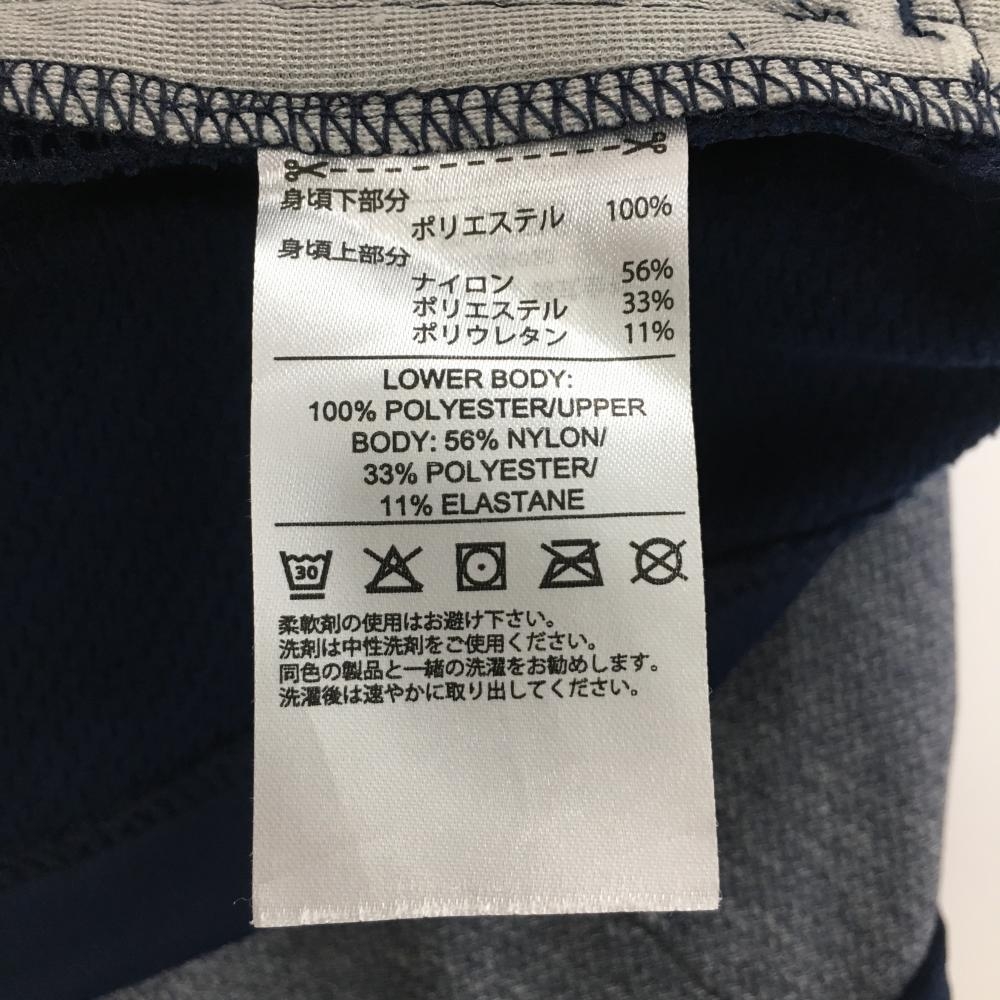 身頃下部分
ポリエステル 100%
身頃上部分
ナイロン 56%
ポリエステル 33%
ポリウレタン 11%
LOWER BODY:
100% POLYESTER/UPPER
BODY: 56% NYLON/
33% POLYESTER/
11% ELASTANE
30
柔軟剤の使用はお避け下さい。
洗剤は中性洗剤をご使用ください。
同色の製品と一緒の洗濯をお勧めします。
洗濯後は速やかに取り出してください。